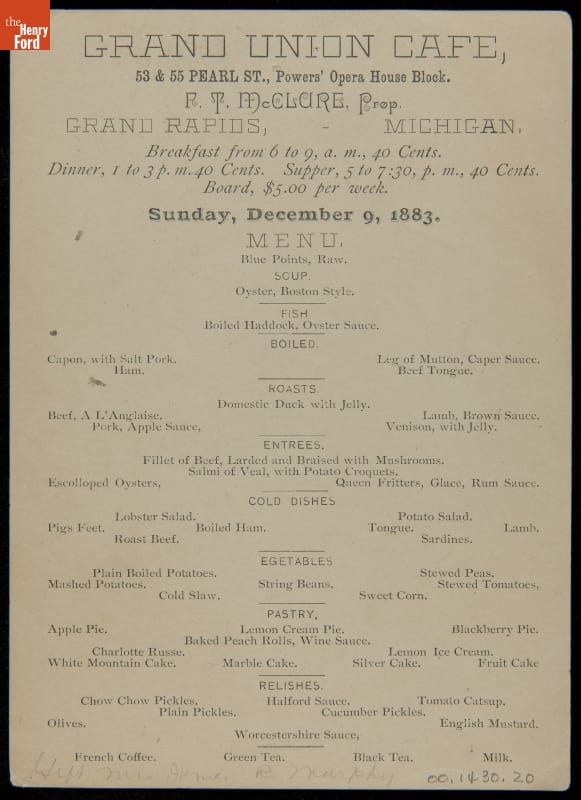 the
Henry
Ford
GRAND UNION CAFE,
53 & 55 PEARL ST., Powers' Opera House Block.
F. T. McCLURE, Prop.
GRAND RAPIDS, - MICHIGAN.
Breakfast from 6 to 9, a. m., 40 Cents.
Dinner, 1 to 3 p. m. 40 Cents. Supper, 5 to 7:30, p. m., 40 Cents.
Board, $5.00 per week.
Sunday, December 9, 1883.
MENU.
Blue Points, Raw.
SOUP.
Oyster, Boston Style.
FISH
Boiled Haddock, Oyster Sauce.
BOILED.
Capon, with Salt Pork. Leg of Mutton, Caper Sauce.
Ham. Beef Tongue.
ROASTS.
Domestic Duck with Jelly.
Beef, A L'Anglaise. Lamb, Brown Sauce.
Pork, Apple Sauce, Venison, with Jelly.
ENTREES,
Fillet of Beef, Larded and Braised with Mushrooms.
Salmi of Veal, with Potato Croquets.
Escolloped Oysters, Queen Fritters, Glace, Rum Sauce.
COLD DISHES
Lobster Salad. Potato Salad.
Pigs Feet. Boiled Ham. Tongue. Lamb.
Roast Beef. Sardines.
EGETABLES
Plain Boiled Potatoes. Stewed Peas.
Mashed Potatoes. String Beans. Stewed Tomatoes,
Cold Slaw. Sweet Corn.
PASTRY,
Apple Pie. Lemon Cream Pie. Blackberry Pie.
Baked Peach Rolls, Wine Sauce.
Charlotte Russe. Lemon Ice Cream.
White Mountain Cake. Marble Cake. Silver Cake. Fruit Cake
RELISHES.
Chow Chow Pickles. Halford Sauce. Tomato Catsup.
Plain Pickles. Cucumber Pickles.
Olives. English Mustard.
Worcestershire Sauce,
French Coffee. Green Tea. Black Tea. Milk.
Gift Mrs James R. Murphy 00.1430.20